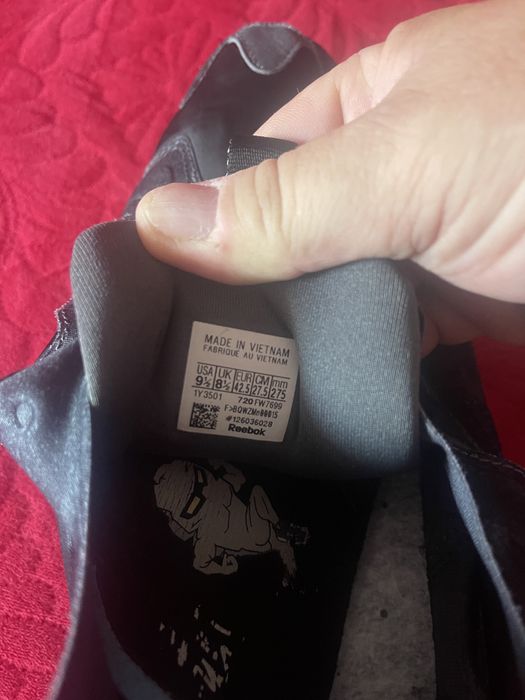 MADE IN VIETNAM
FABRIQUÉ AU VIETNAM
USA UK EUR CM mm
9½ 8½ 42.5 27.5 275
1Y3501 720 FW7699
#126036028
Reebok